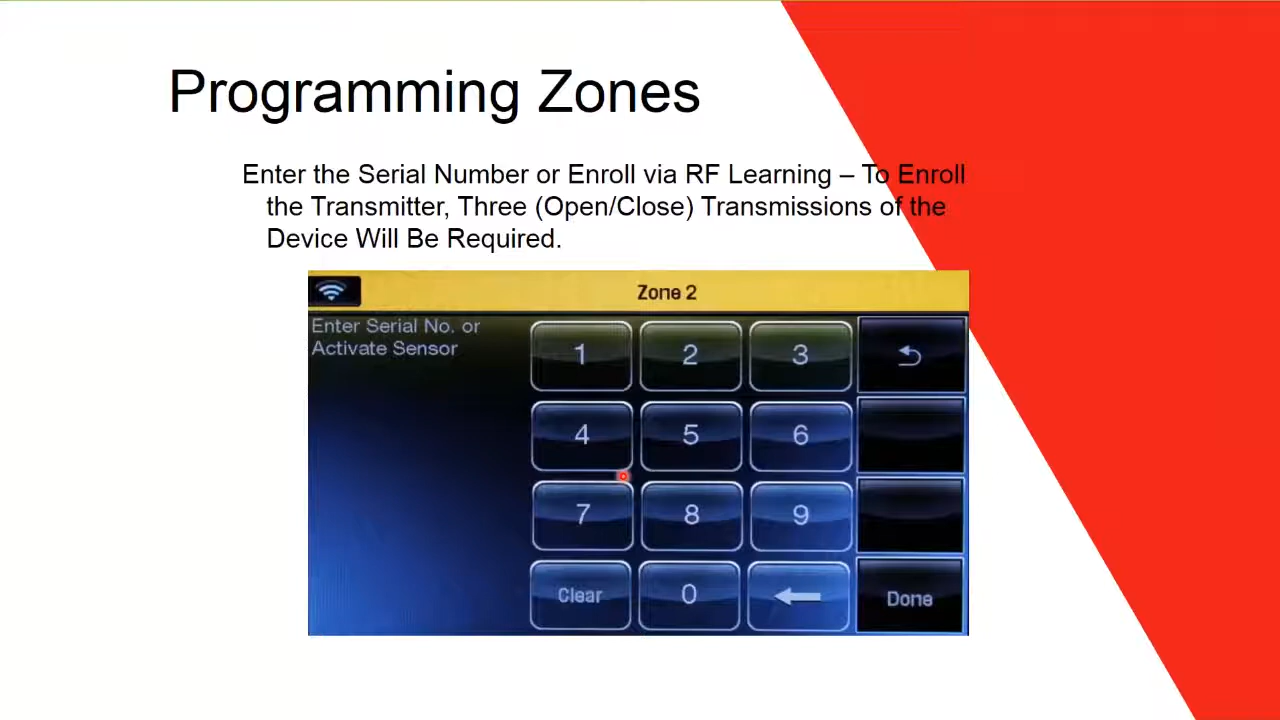 Programming Zones
Enter the Serial Number or Enroll via RF Learning – To Enroll
the Transmitter, Three (Open/Close) Transmissions of the
Device Will Be Required.
Zone 2
Enter Serial No. or
Activate Sensor
1 2 3
4 5 6
7 8 9
Clear 0 Done